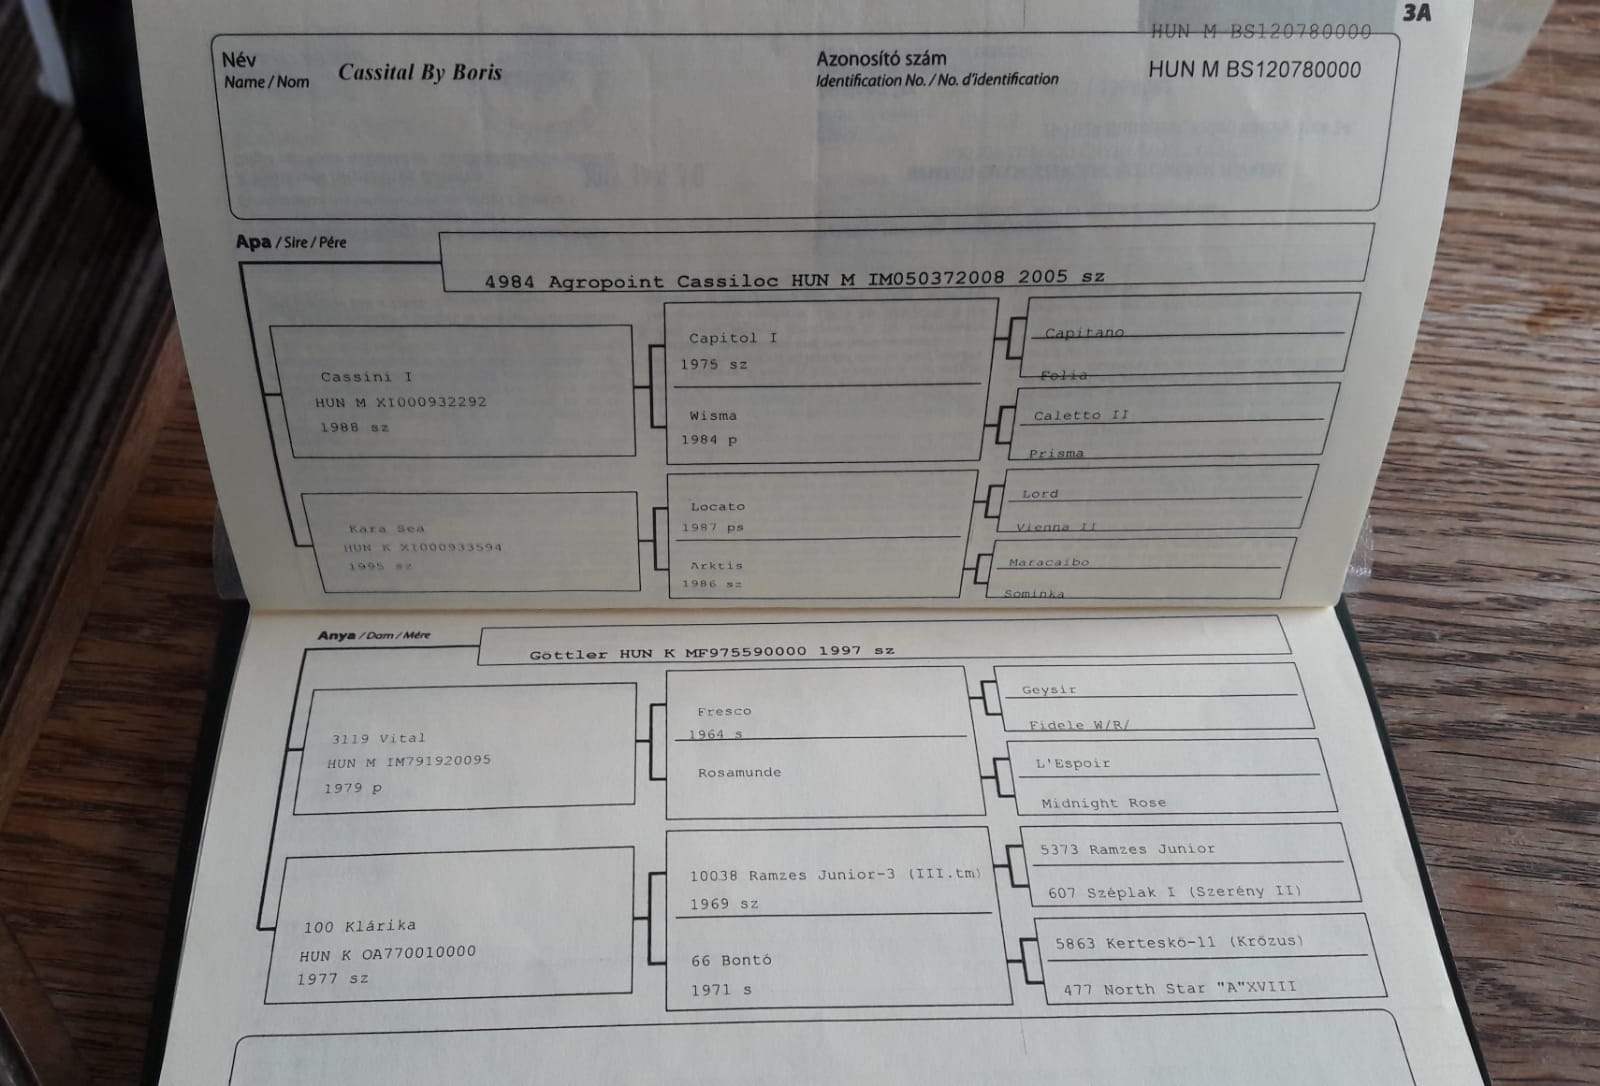 3A
HUN M BS120780000
Név
Name / Nom
Cassital By Boris
Azonosító szám
Identification No. / No. d'identification
HUN M BS120780000
Apa / Sire / Pére
4984 Agropoint Cassiloc HUN M IM050372008 2005 sz
Cassini I
HUN M XI000932292
1988 sz
Capitol I
1975 sz
Wisma
1984 p
Capitano
Folia
Caletto II
Prisma
Kara Sea
HUN K XI000933594
1995 sz
Locato
1987 ps
Arktis
1986 sz
Lord
Vienna II
Maracaibo
Sominka
Anya / Dam / Mére
Göttler HUN K MF975590000 1997 sz
3119 Vital
HUN M IM791920095
1979 p
Fresco
1964 s
Rosamunde
Geysir
Fidele W/R/
L'Espoir
Midnight Rose
100 Klárika
HUN K OA770010000
1977 sz
10038 Ramzes Junior-3 (III.tm)
1969 sz
66 Bontó
1971 s
5373 Ramzes Junior
607 Széplak I (Szerény II)
5863 Kerteskö-11 (Krözus)
477 North Star "A"XVIII